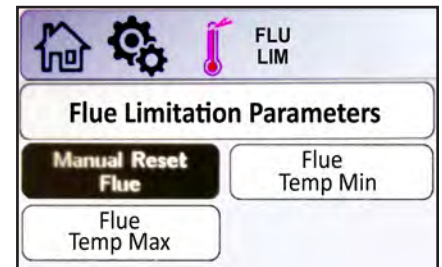 FLU
LIM
Flue Limitation Parameters
Manual Reset
Flue
Flue
Temp Min
Flue
Temp Max